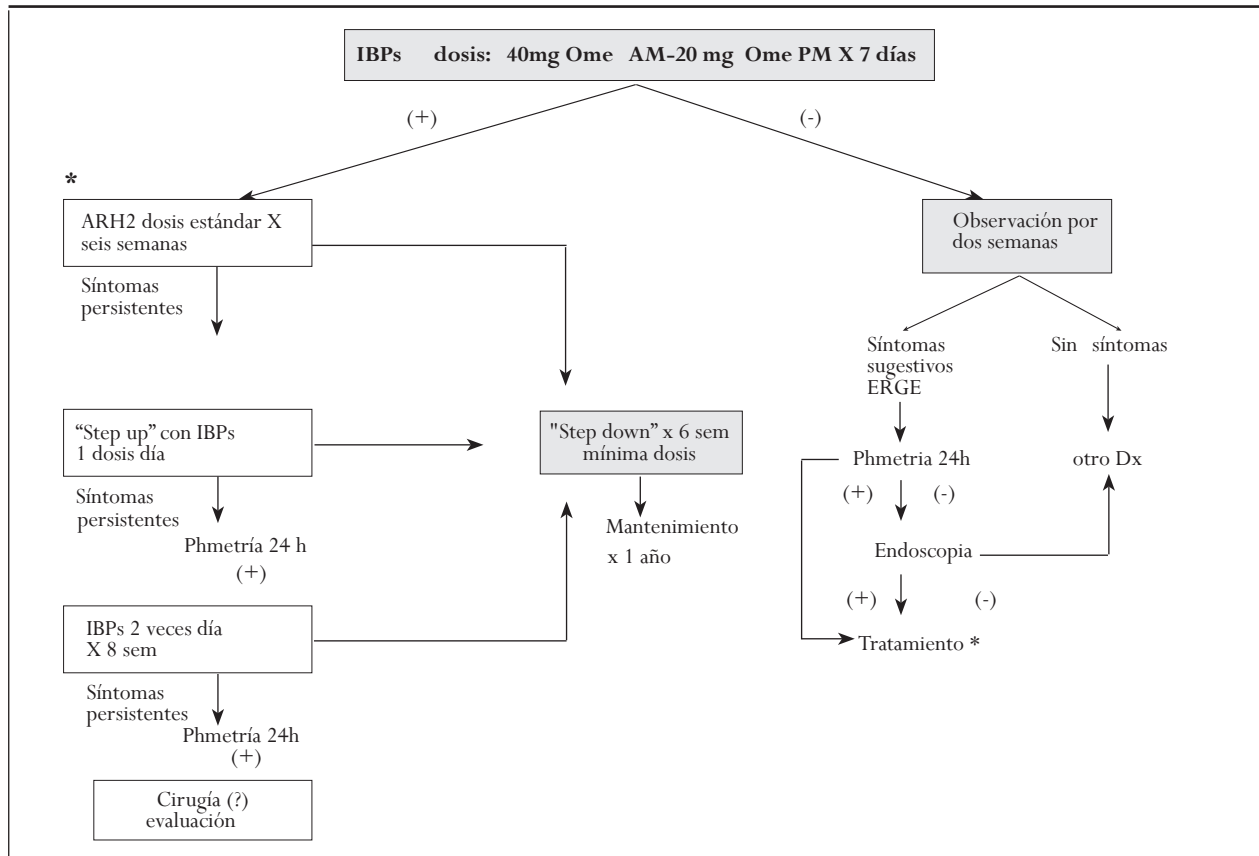 IBPs dosis: 40mg Ome AM-20 mg Ome PM X 7 días
(+)
(-)
*
ARH2 dosis estándar X
seis semanas
Síntomas
persistentes
“Step up” con IBPs
1 dosis día
Síntomas
persistentes
Phmetría 24 h
(+)
IBPs 2 veces día
X 8 sem
Síntomas
persistentes
Phmetría 24h
(+)
Cirugía (?)
evaluación
"Step down” x 6 sem
mínima dosis
Mantenimiento
x 1 año
Observación por
dos semanas
Síntomas
sugestivos
ERGE
Phmetria 24h
(+)
(-)
Endoscopia
(+)
(-)
Tratamiento *
Sin síntomas
otro Dx